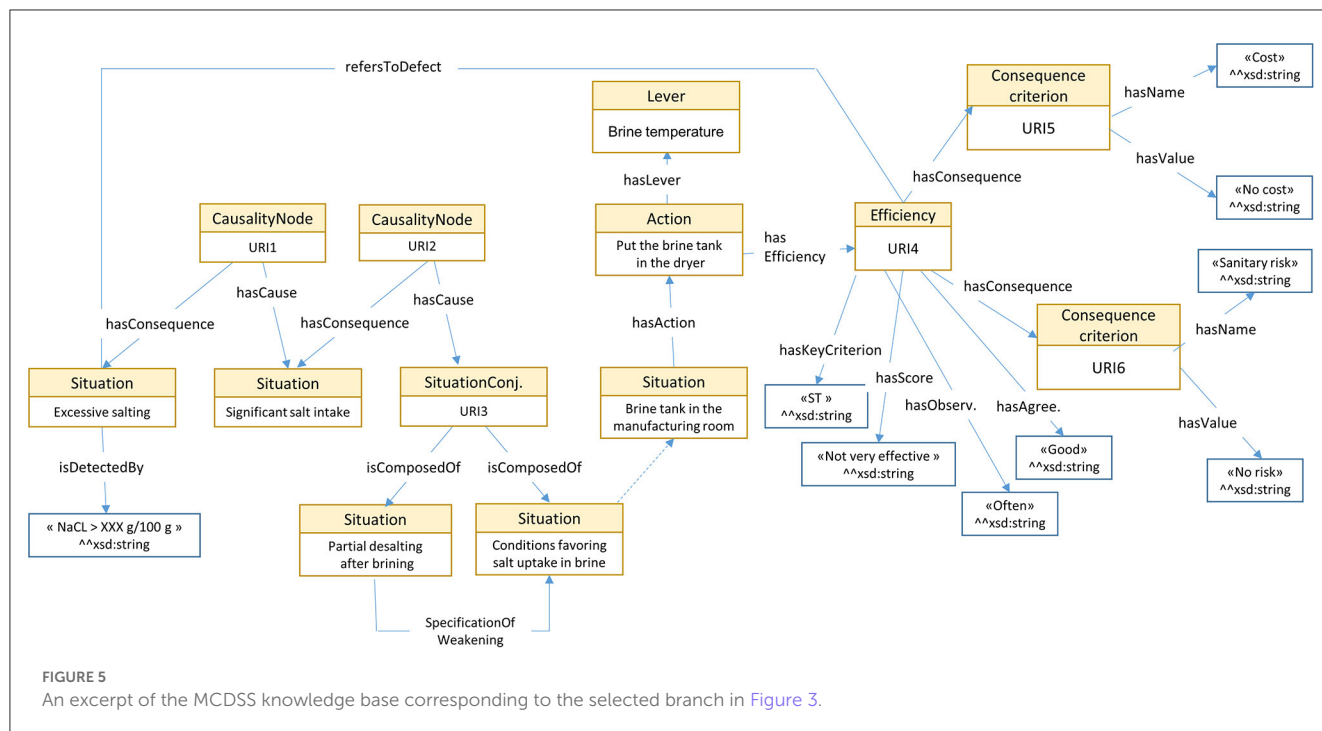 refersToDefect
«Cost»
^^xsd:string
hasName
Consequence
criterion
URI5
hasValue
«No cost»
^^xsd:string
Lever
Brine temperature
hasLever
hasConsequence
CausalityNode
URI1
CausalityNode
URI2
Action
Put the brine tank
in the dryer
has
Efficiency
Efficiency
URI4
«Sanitary risk»
^^xsd:string
hasCause
hasConsequence
hasCause
hasConsequence
hasAction
hasConsequence
hasName
Consequence
criterion
URI6
hasKeyCriterion
hasScore
hasObserv.
hasAgree.
hasValue
Situation
Excessive salting
Situation
Significant salt intake
SituationConj.
URI3
Situation
Brine tank in the
manufacturing room
«ST »
^^xsd:string
«Not very effective »
^^xsd:string
«Good»
^^xsd:string
«No risk»
^^xsd:string
«Often»
^^xsd:string
isDetectedBy
isComposedOf
isComposedOf
« NaCL > XXX g/100 g »
^^xsd:string
Situation
Partial desalting
after brining
Situation
Conditions favoring
salt uptake in brine
SpecificationOf
Weakening
FIGURE 5
An excerpt of the MCDSS knowledge base corresponding to the selected branch in Figure 3.